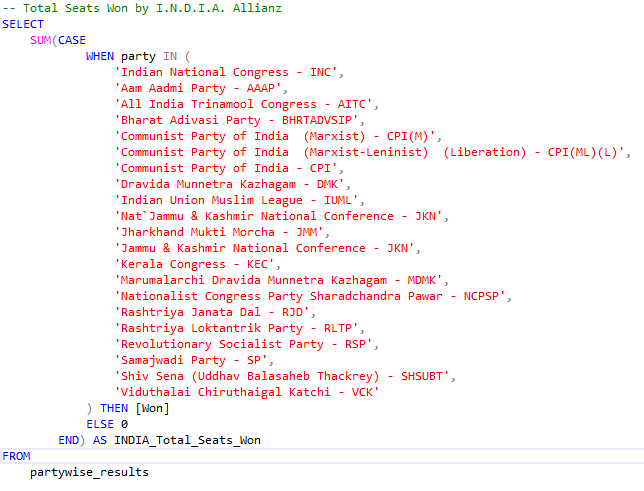 -- Total Seats Won by I.N.D.I.A. Allianz
SELECT
    SUM(CASE
            WHEN party IN (
                'Indian National Congress - INC',
                'Aam Aadmi Party - AAAP',
                'All India Trinamool Congress - AITC',
                'Bharat Adivasi Party - BHRTADVSIP',
                'Communist Party of India  (Marxist) - CPI(M)',
                'Communist Party of India  (Marxist-Leninist)  (Liberation) - CPI(ML)(L)',
                'Communist Party of India - CPI',
                'Dravida Munnetra Kazhagam - DMK',
                'Indian Union Muslim League - IUML',
                'Nat`Jammu & Kashmir National Conference - JKN',
                'Jharkhand Mukti Morcha - JMM',
                'Jammu & Kashmir National Conference - JKN',
                'Kerala Congress - KEC',
                'Marumalarchi Dravida Munnetra Kazhagam - MDMK',
                'Nationalist Congress Party Sharadchandra Pawar - NCPSP',
                'Rashtriya Janata Dal - RJD',
                'Rashtriya Loktantrik Party - RLTP',
                'Revolutionary Socialist Party - RSP',
                'Samajwadi Party - SP',
                'Shiv Sena (Uddhav Balasaheb Thackrey) - SHSUBT',
                'Viduthalai Chiruthaigal Katchi - VCK'
            ) THEN [Won]
            ELSE 0
        END) AS INDIA_Total_Seats_Won
FROM
    partywise_results